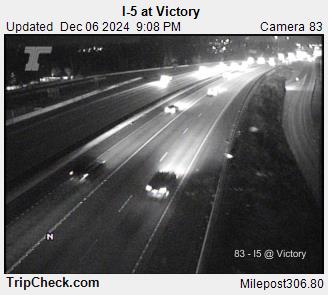 I-5 at Victory
Updated Dec 06 2024 9:08 PM Camera 83
T
N
83 - I5 @ Victory
TripCheck.com Milepost306.80